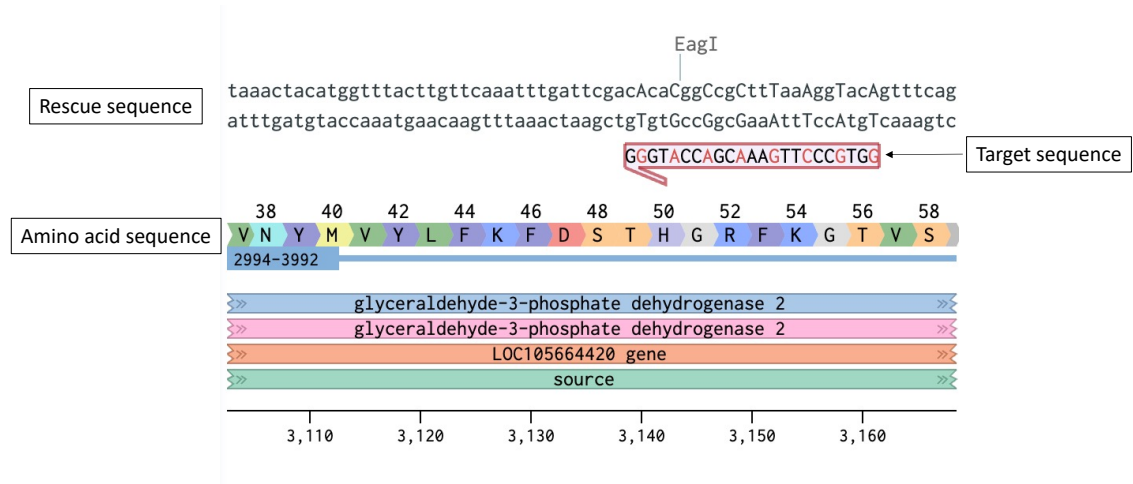 EagI
taaactacatggtttacttgttcaaatttgattcgacAcaCggCcgCttTaaAggTacAgtttcag
Rescue sequence
atttgatgtaccaaatgaacaagtttaaactaagctgTgtGccGgcGaaAttTccAtgTcaaagtc
GGGTACCAGCAAAGTTCCCGTGG
Target sequence
38 40 42 44 46 48 50 52 54 56 58
Amino acid sequence
V N Y M V Y L F K F D S T H G R F K G T V S
2994-3992
glyceraldehyde-3-phosphate dehydrogenase 2
glyceraldehyde-3-phosphate dehydrogenase 2
LOC105664420 gene
source
3,110 3,120 3,130 3,140 3,150 3,160